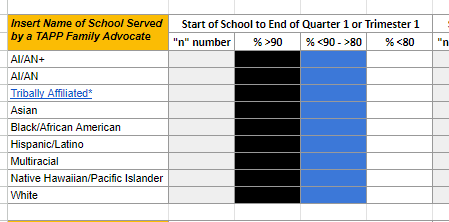 Insert Name of School Served
by a TAPP Family Advocate
Start of School to End of Quarter 1 or Trimester 1
"n" number
% >90
% <90 - >80
% <80
"n
AI/AN+
AI/AN
Tribally Affiliated*
Asian
Black/African American
Hispanic/Latino
Multiracial
Native Hawaiian/Pacific Islander
White